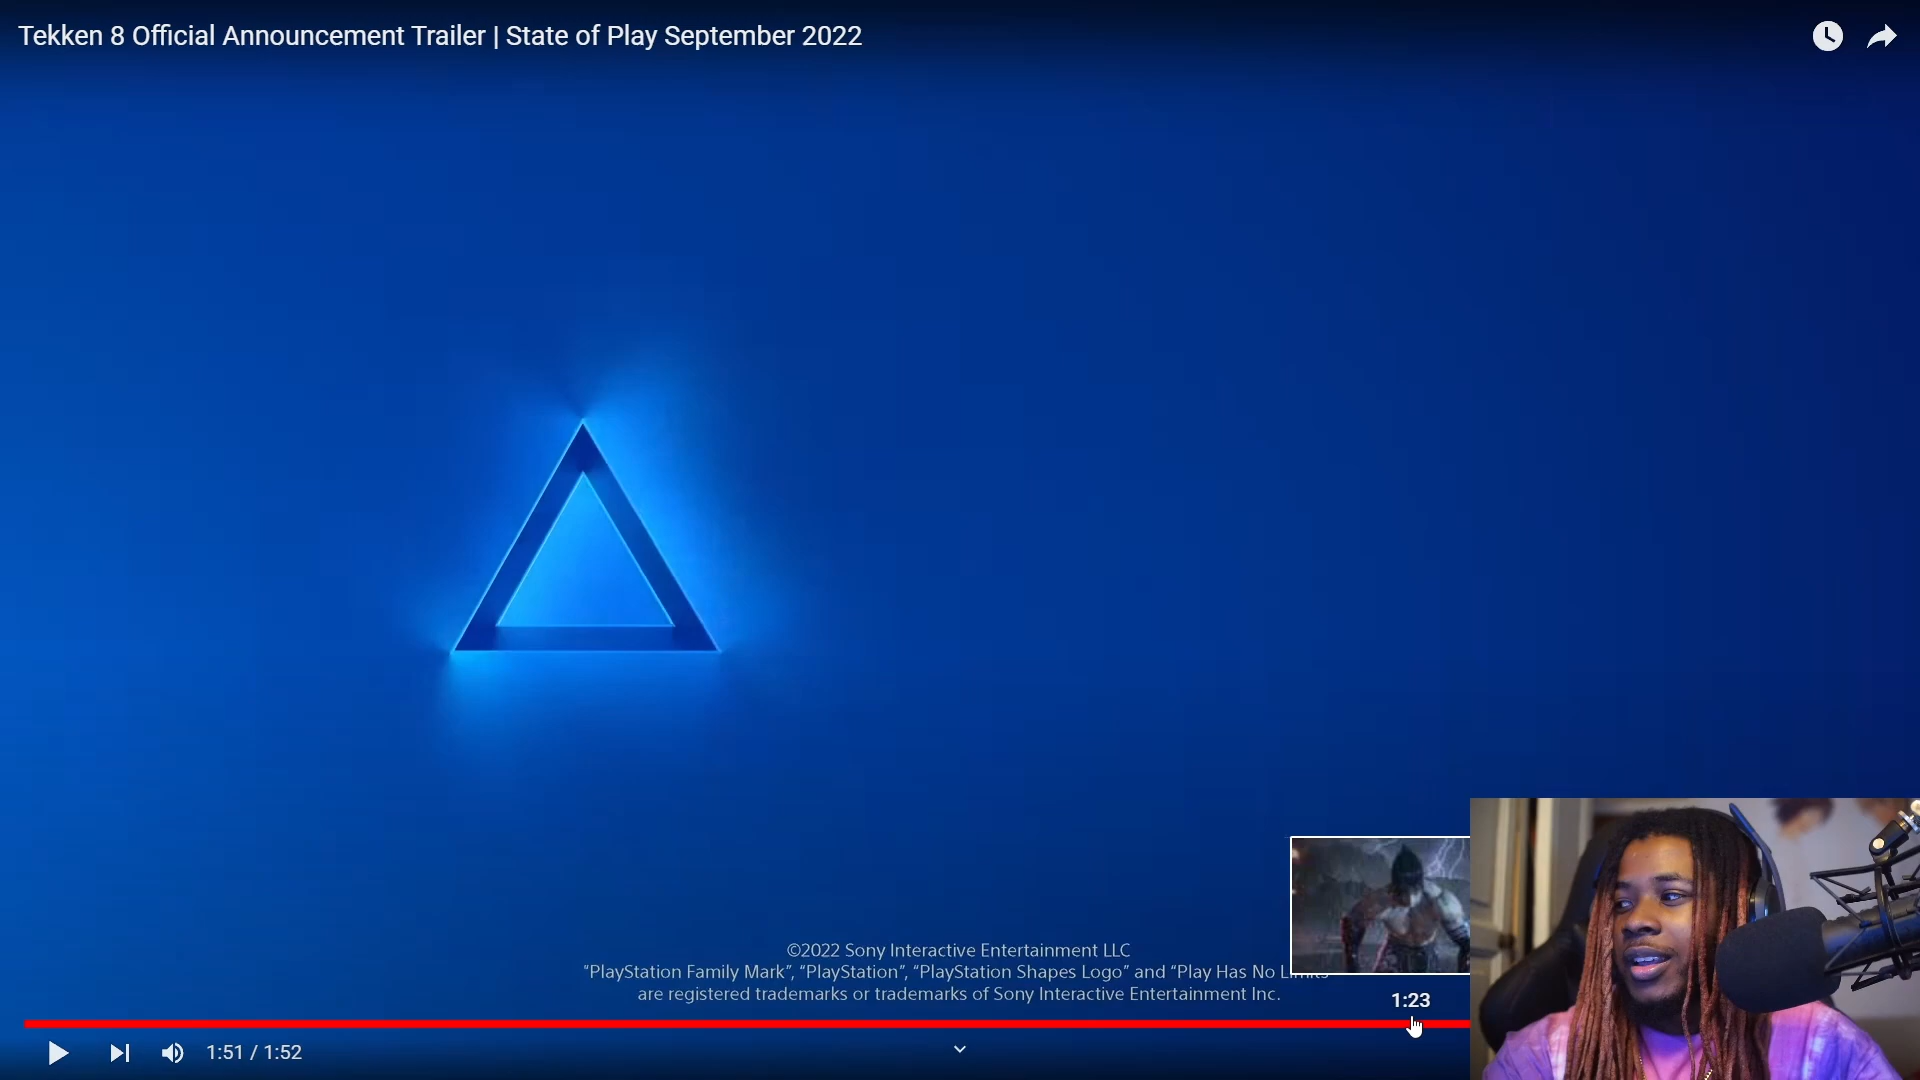 Tekken 8 Official Announcement Trailer | State of Play September 2022
©2022 Sony Interactive Entertainment LLC
"PlayStation Family Mark", "PlayStation", "PlayStation Shapes Logo" and "Play Has No Limits
are registered trademarks or trademarks of Sony Interactive Entertainment Inc.
1:23
1:51 / 1:52